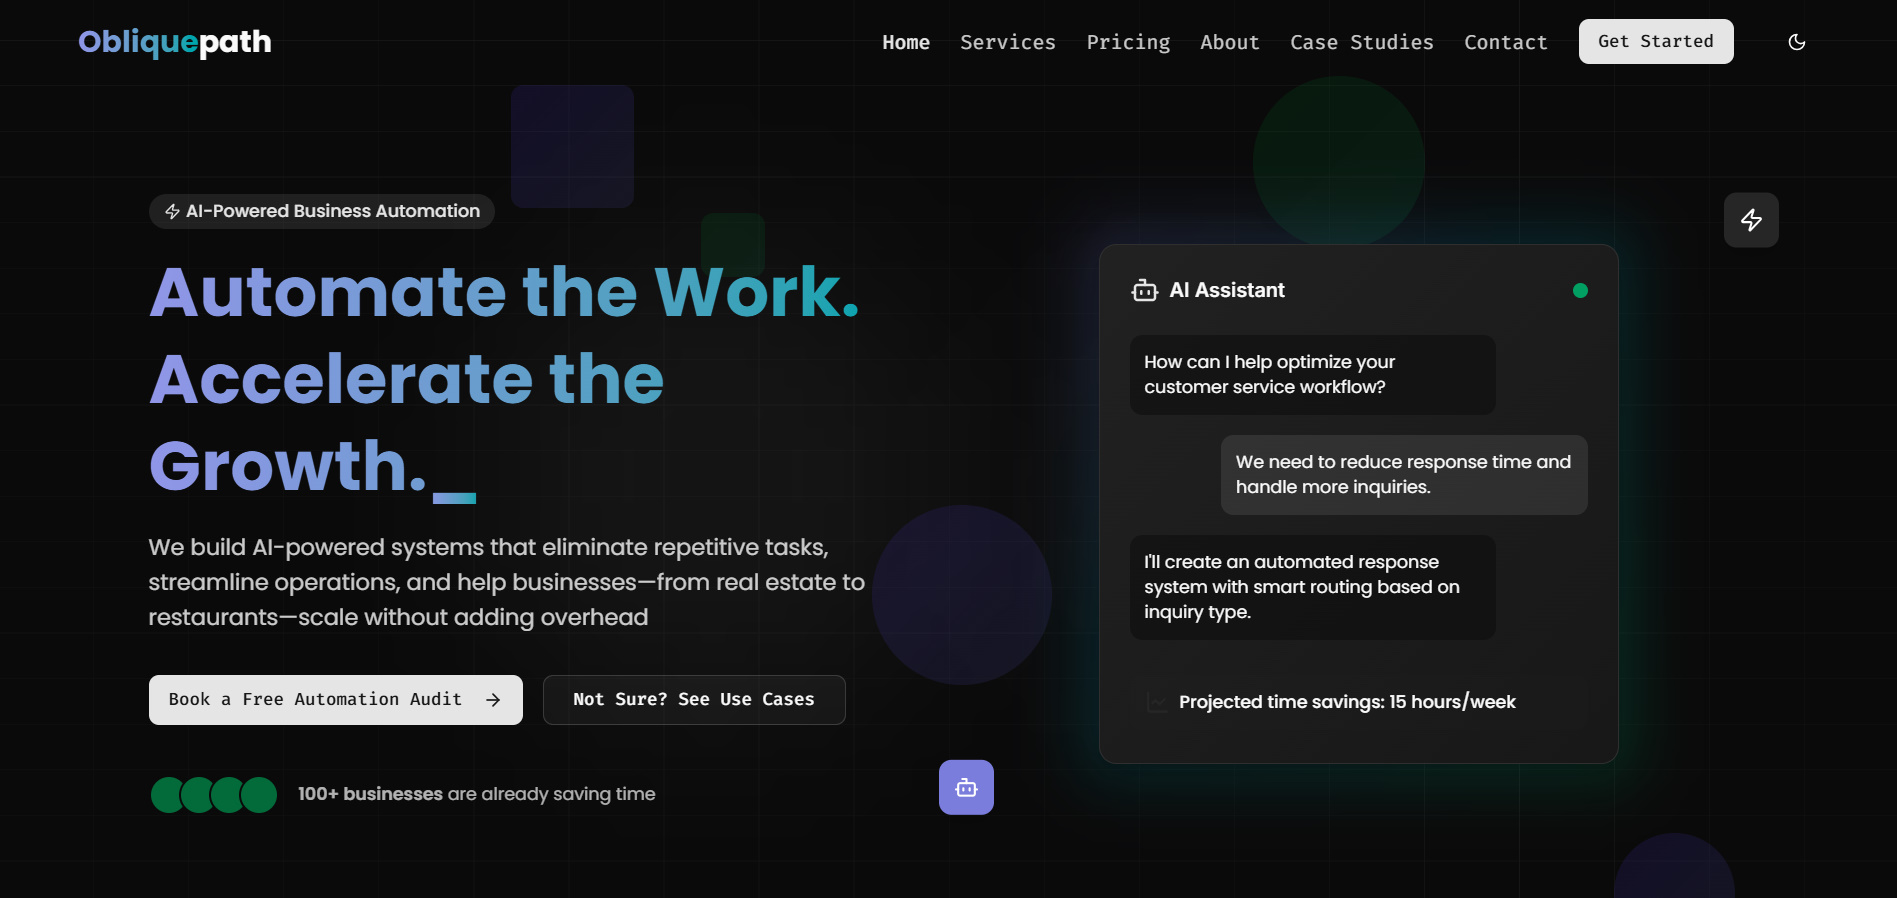 Obliquepath
Home Services Pricing About Case Studies Contact Get Started
AI-Powered Business Automation
Automate the Work.
Accelerate the
Growth._
We build AI-powered systems that eliminate repetitive tasks,
streamline operations, and help businesses—from real estate to
restaurants—scale without adding overhead
Book a Free Automation Audit →
Not Sure? See Use Cases
100+ businesses are already saving time
AI Assistant
How can I help optimize your
customer service workflow?
We need to reduce response time and
handle more inquiries.
I'll create an automated response
system with smart routing based on
inquiry type.
Projected time savings: 15 hours/week